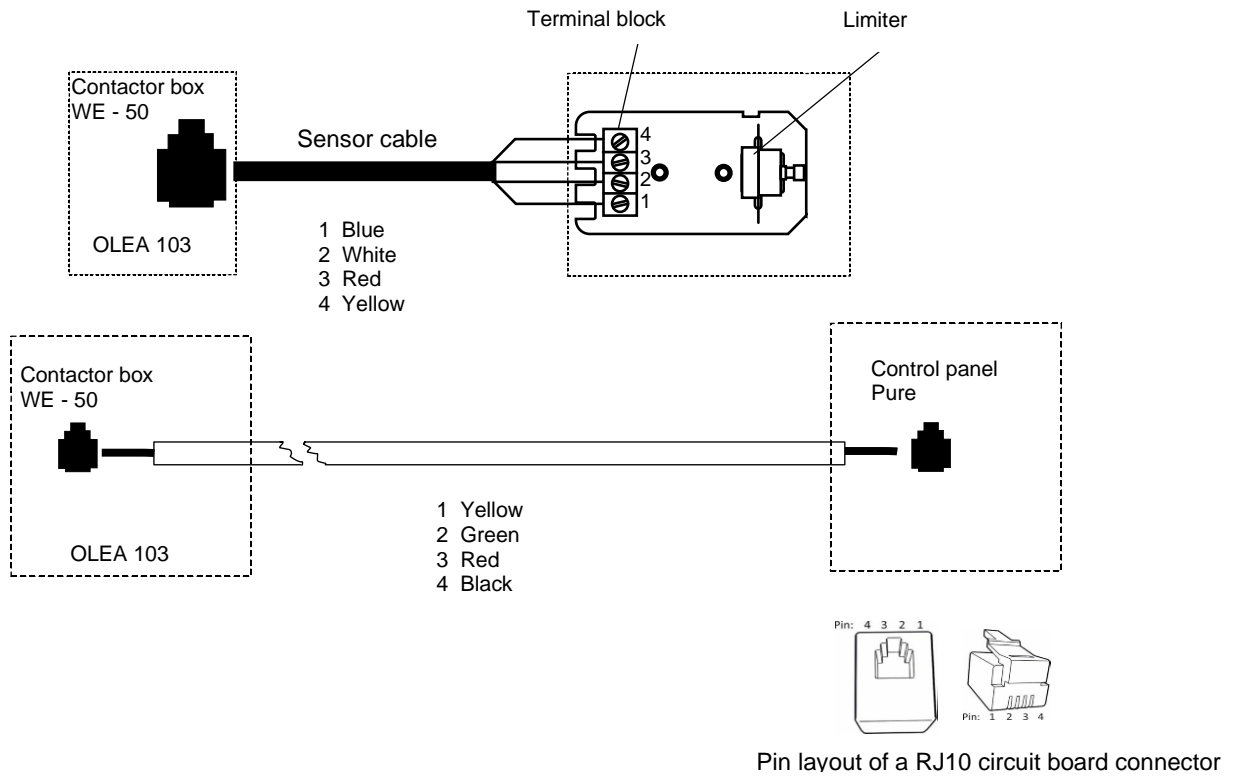 Terminal block
Limiter
Contactor box
WE - 50
Sensor cable
4
3
2
1
OLEA 103
1 Blue
2 White
3 Red
4 Yellow
Contactor box
WE - 50
Control panel
Pure
1 Yellow
2 Green
3 Red
4 Black
OLEA 103
Pin: 4 3 2 1
Pin: 1 2 3 4
Pin layout of a RJ10 circuit board connector